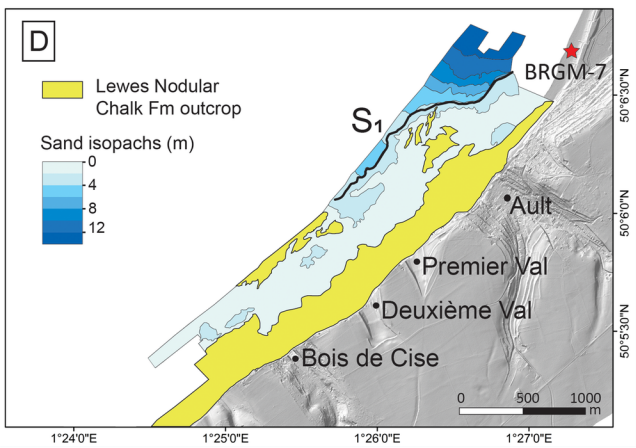 D
Lewes Nodular
Chalk Fm outcrop
Sand isopachs (m)
0
4
8
12
S₁
BRGM-7
Ault
Premier Val
Deuxième Val
Bois de Cise
0 500 1000
m
50°6'30"N
50°6'0"N
50°5'30"N
1°24'0"E 1°25'0"E 1°26'0"E 1°27'0"E